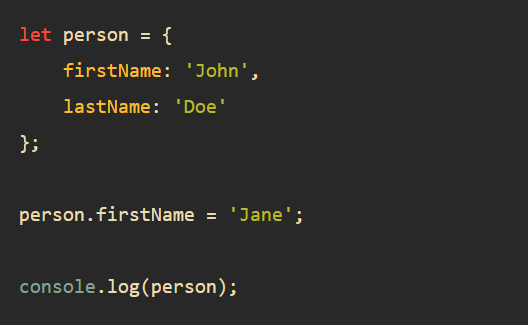 let person = {
    firstName: 'John',
    lastName: 'Doe'
};

person.firstName = 'Jane';

console.log(person);